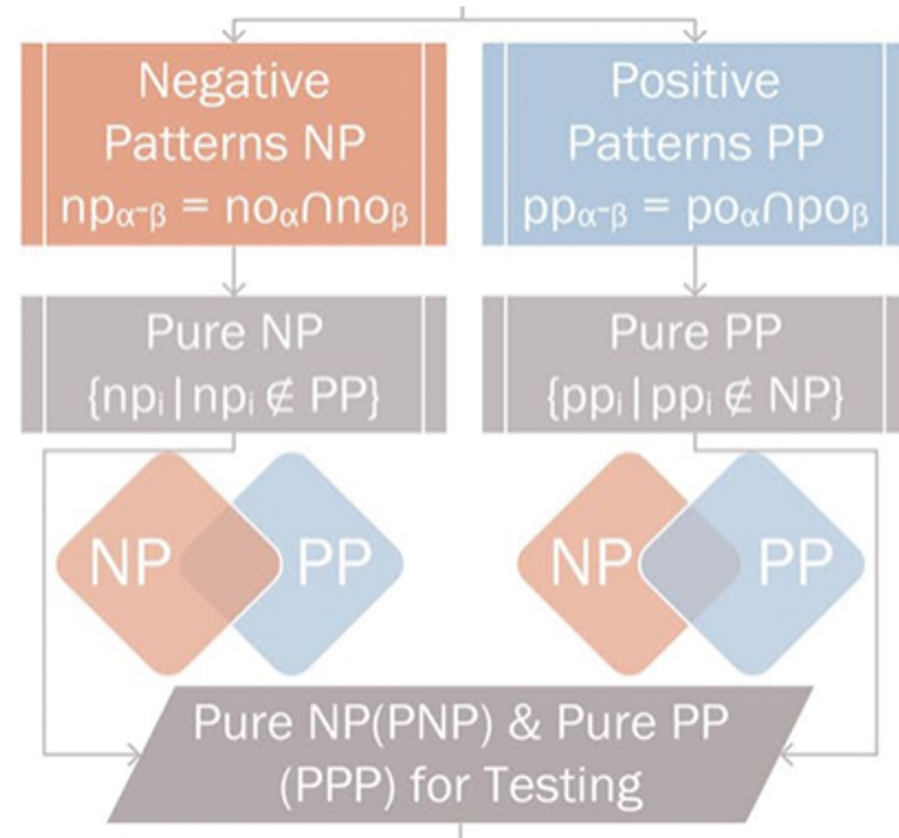 Negative
Patterns NP
npα-β = noα∩noβ
Positive
Patterns PP
ppα-β = poα∩poβ
Pure NP
{npi|npi ∉ PP}
Pure PP
{ppi|ppi ∉ NP}
NP
PP
NP
PP
Pure NP(PNP) & Pure PP
(PPP) for Testing